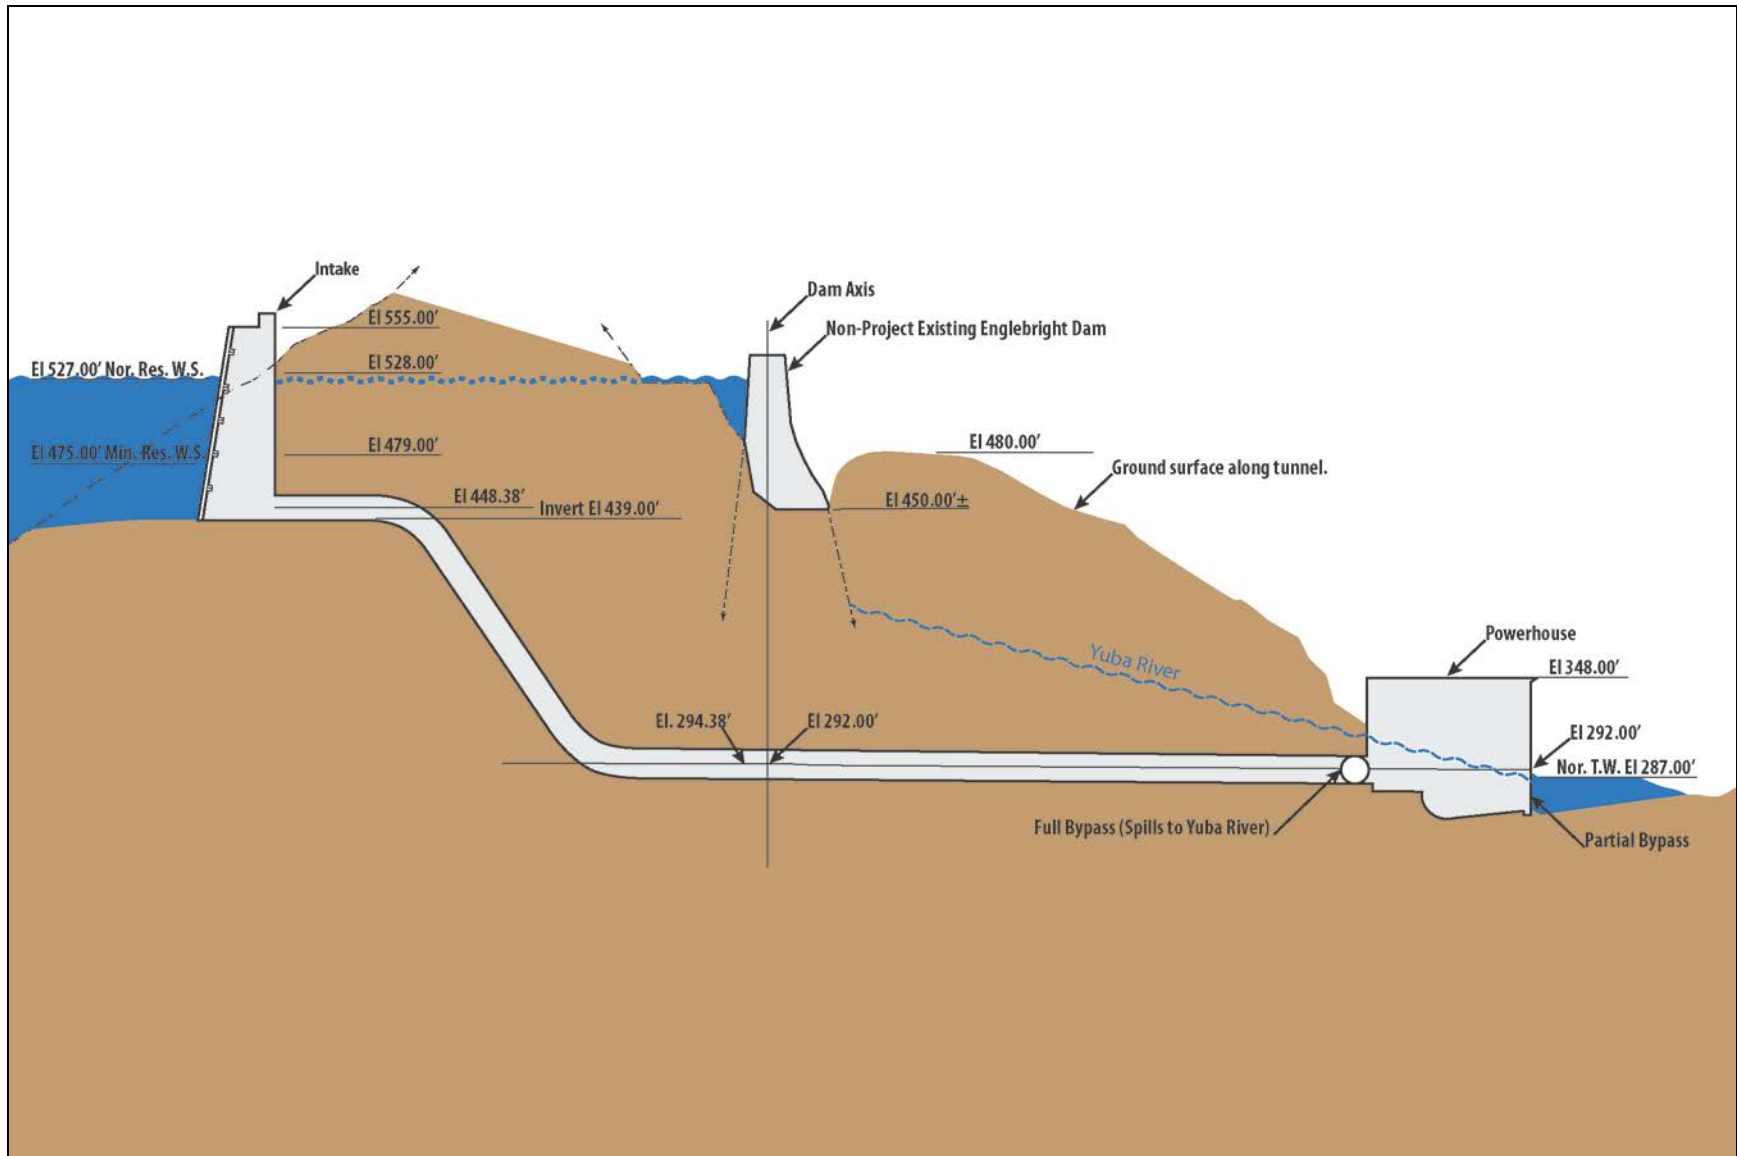 Intake
Dam Axis
El 555.00’
Non-Project Existing Englebright Dam
El 527.00’ Nor. Res. W.S.
El 528.00’
El 475.00’ Min. Res. W.S.
El 479.00’
El 480.00’
Ground surface along tunnel.
El 448.38’
Invert El 439.00’
El 450.00’±
Powerhouse
Yuba River
El 348.00’
El. 294.38’
El 292.00’
El 292.00’
Nor. T.W. El 287.00’
Full Bypass (Spills to Yuba River)
Partial Bypass